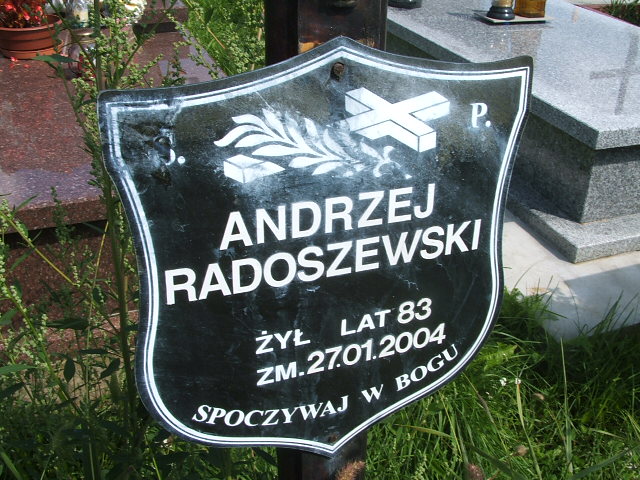 Ś. P.
ANDRZEJ
RADOSZEWSKI
ŻYŁ LAT 83
ZM. 27.01.2004
SPOCZYWAJ W BOGU